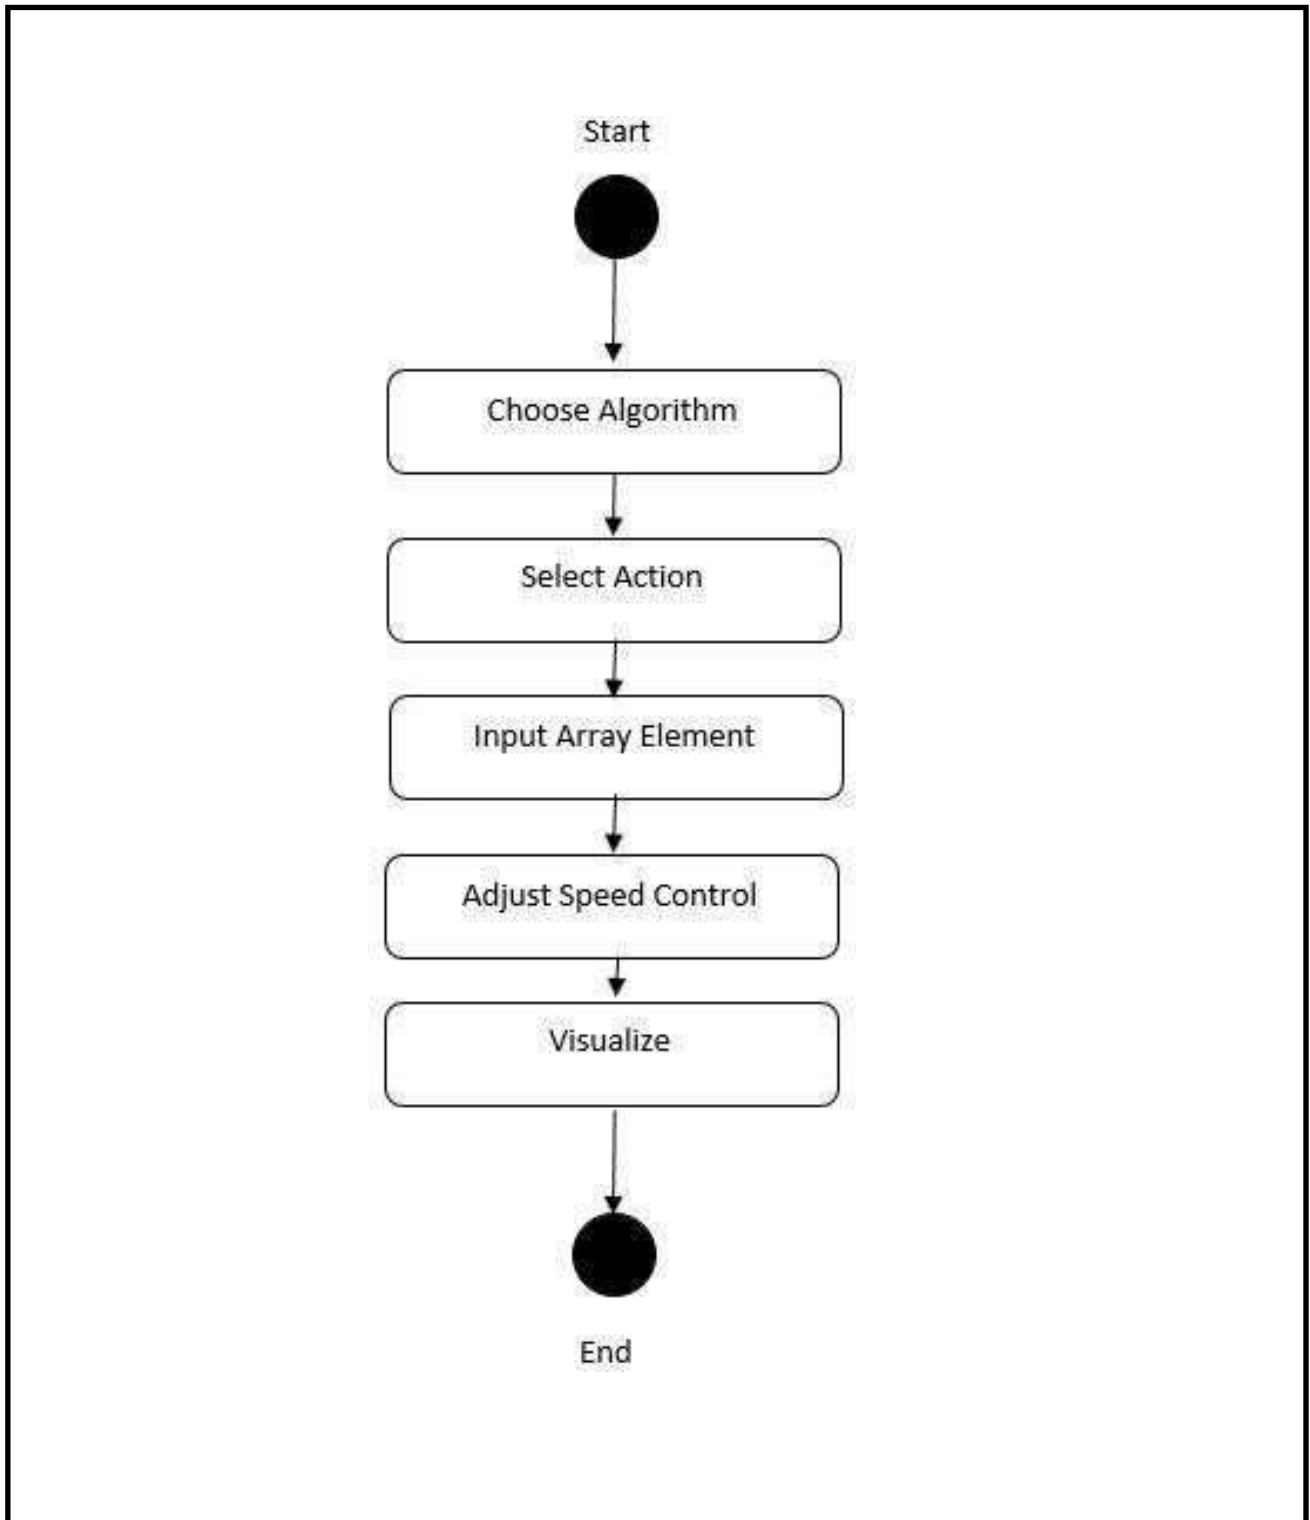 Start
Choose Algorithm
Select Action
Input Array Element
Adjust Speed Control
Visualize
End